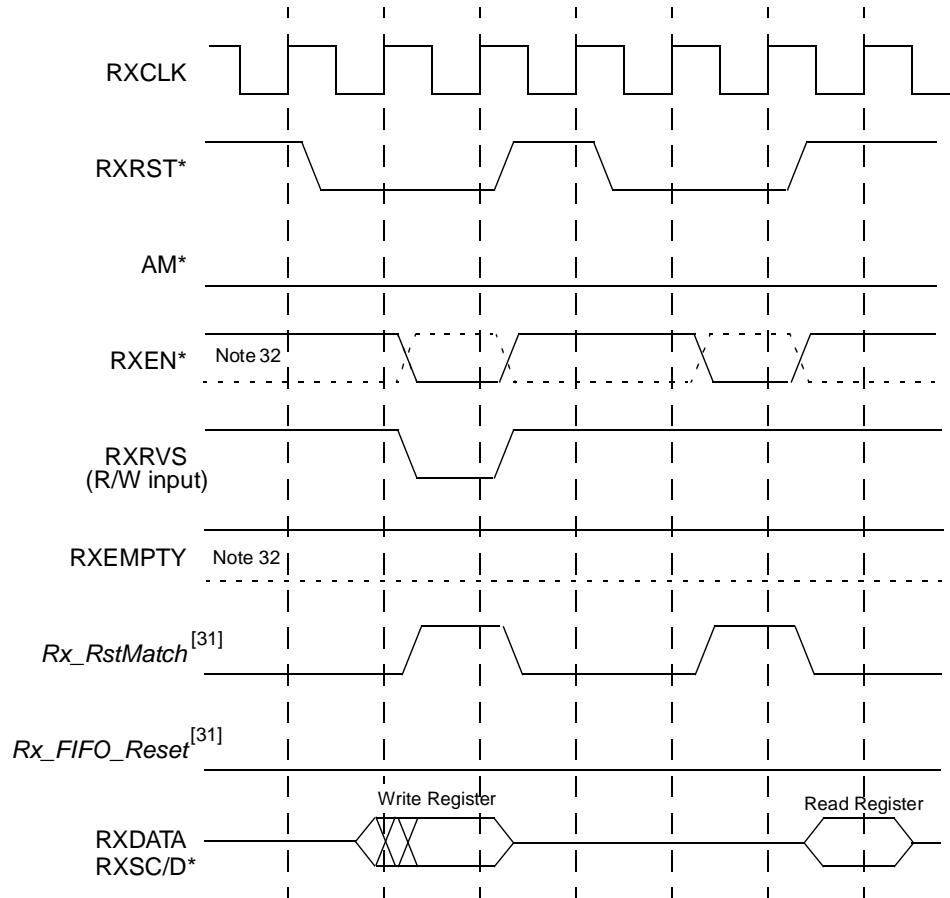 RXCLK
RXRST*
AM*
RXEN*
Note 32
RXRVS
(R/W input)
RXEMPTY
Note 32
Rx_RstMatch[31]
Rx_FIFO_Reset[31]
Write Register
Read Register
RXDATA
RXSC/D*